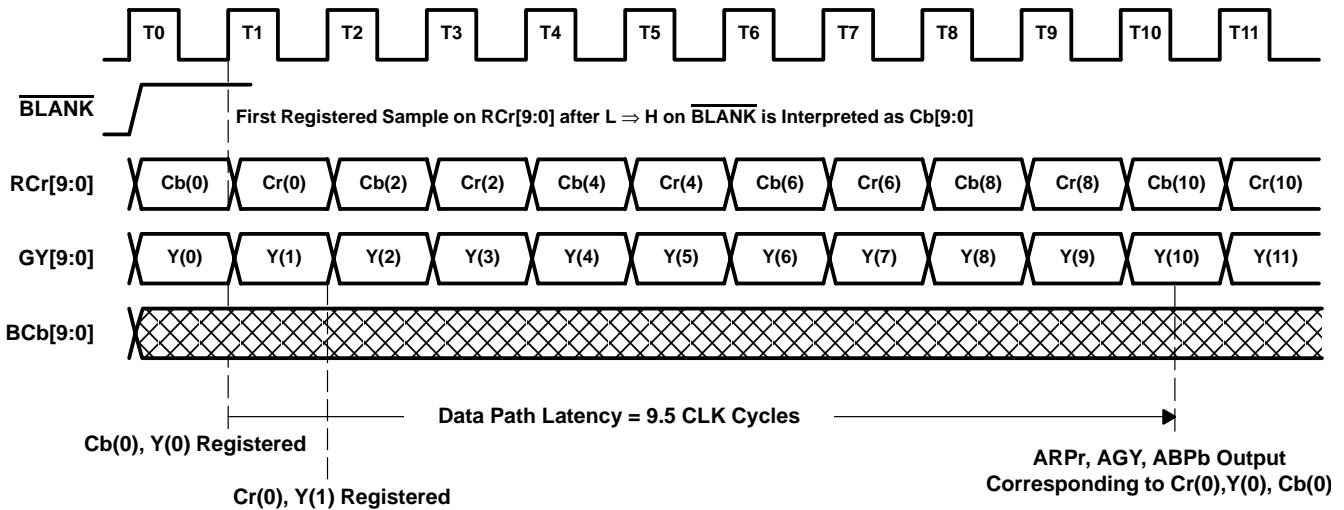 T0 T1 T2 T3 T4 T5 T6 T7 T8 T9 T10 T11
BLANK
First Registered Sample on RCr[9:0] after L ⇒ H on BLANK is Interpreted as Cb[9:0]
RCr[9:0] Cb(0) Cr(0) Cb(2) Cr(2) Cb(4) Cr(4) Cb(6) Cr(6) Cb(8) Cr(8) Cb(10) Cr(10)
GY[9:0] Y(0) Y(1) Y(2) Y(3) Y(4) Y(5) Y(6) Y(7) Y(8) Y(9) Y(10) Y(11)
BCb[9:0]
Data Path Latency = 9.5 CLK Cycles
Cb(0), Y(0) Registered
Cr(0), Y(1) Registered
ARPr, AGY, ABPb Output
Corresponding to Cr(0),Y(0), Cb(0)